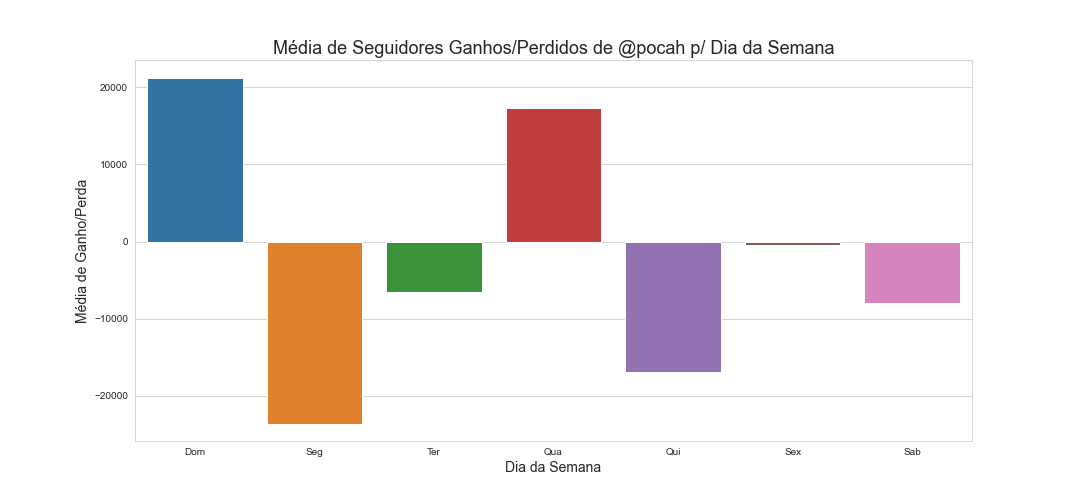 Média de Seguidores Ganhos/Perdidos de @pocah p/ Dia da Semana
Média de Ganho/Perda
20000
10000
0
−10000
−20000
Dom Seg Ter Qua Qui Sex Sab
Dia da Semana